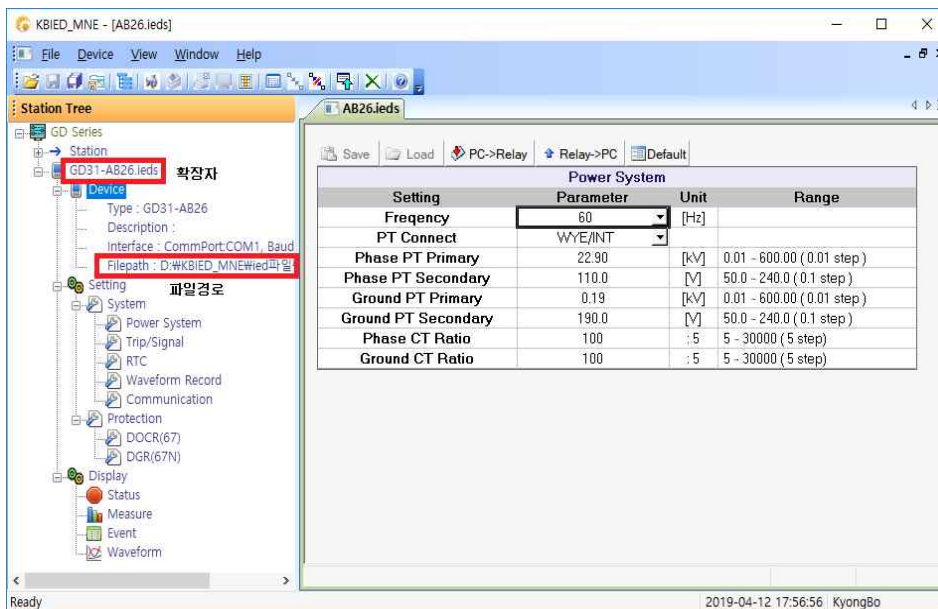 KBIED_MNE - [AB26.ieds]
File Device View Window Help
Station Tree
AB26.ieds
GD Series
Station
GD31-AB26.ieds 확장자
Device
Type : GD31-AB26
Description :
Interface : CommPort:COM1, Baud
Filepath : D:₩KBIED_MNE₩ied파일
Setting 파일경로
System
Power System
Trip/Signal
RTC
Waveform Record
Communication
Protection
DOCR(67)
DGR(67N)
Display
Status
Measure
Event
Waveform
Save Load PC->Relay Relay->PC Default
Power System
Setting Parameter Unit Range
Freqency 60 [Hz]
PT Connect WYE/INT
Phase PT Primary 22.90 [kV] 0.01 - 600.00 ( 0.01 step )
Phase PT Secondary 110.0 [V] 50.0 - 240.0 ( 0.1 step )
Ground PT Primary 0.19 [kV] 0.01 - 600.00 ( 0.01 step )
Ground PT Secondary 190.0 [V] 50.0 - 240.0 ( 0.1 step )
Phase CT Ratio 100 : 5 5 - 30000 ( 5 step)
Ground CT Ratio 100 : 5 5 - 30000 ( 5 step)
Ready 2019-04-12 17:56:56 KyongBo